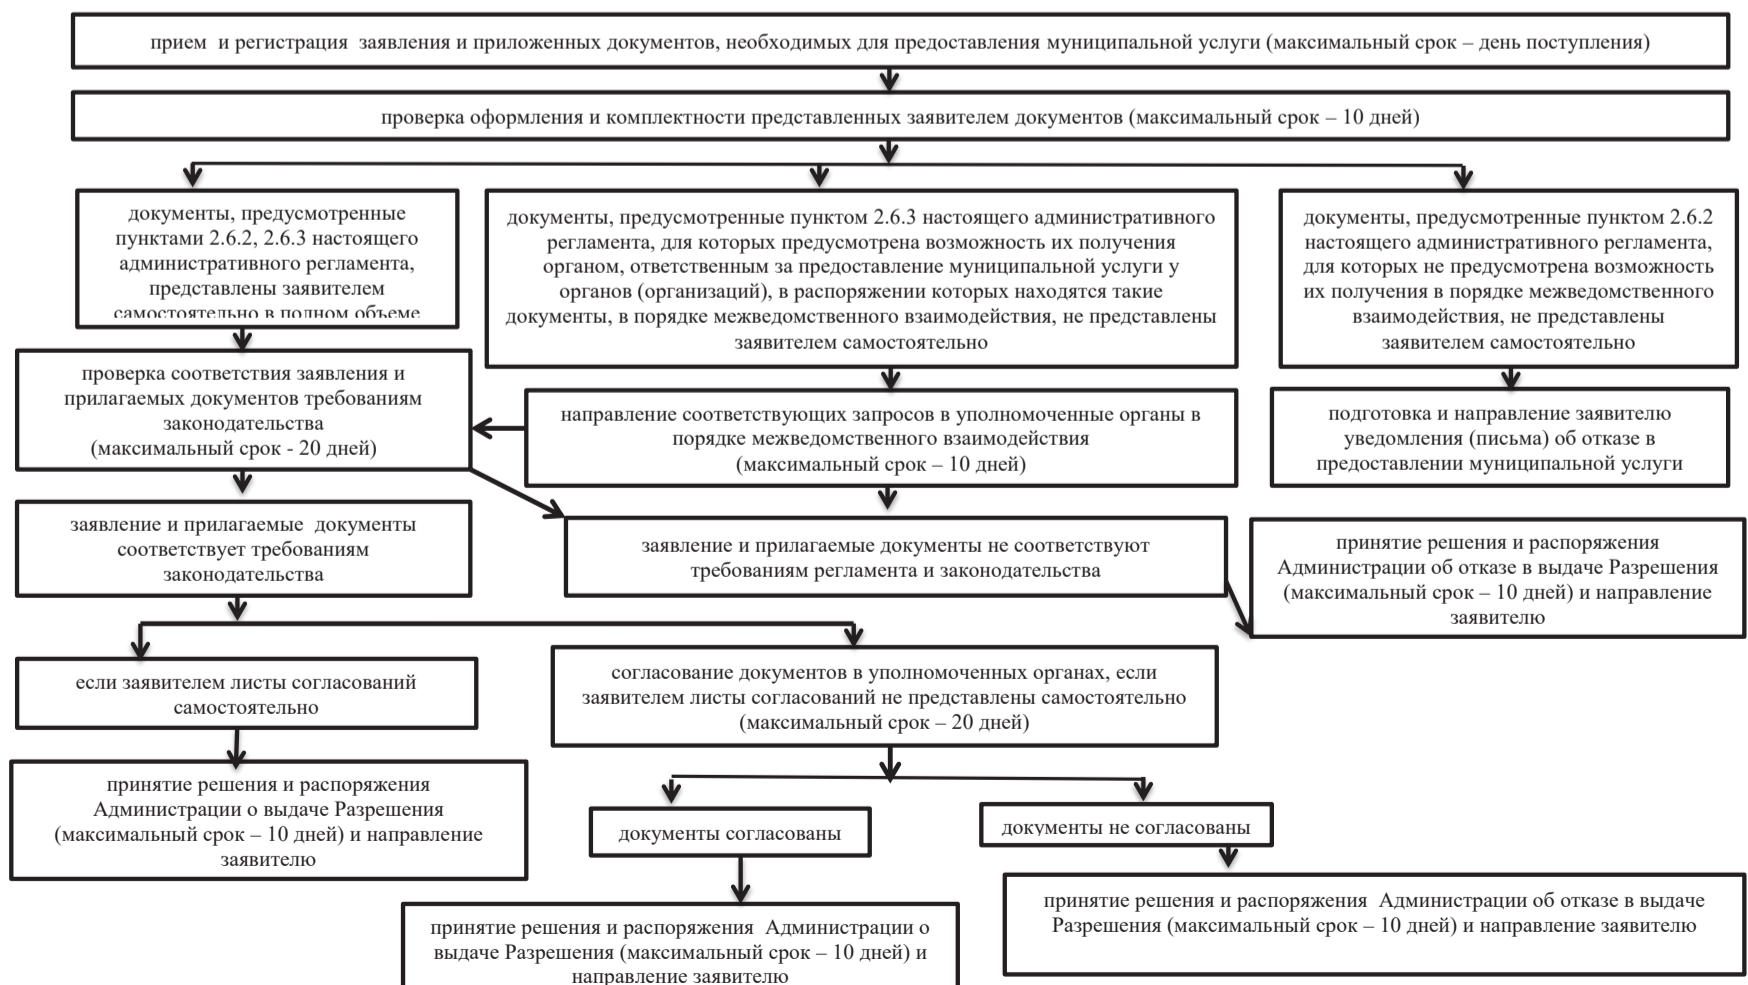 прием и регистрация заявления и приложенных документов, необходимых для предоставления муниципальной услуги (максимальный срок – день поступления)
проверка оформления и комплектности представленных заявителем документов (максимальный срок – 10 дней)
документы, предусмотренные
пунктами 2.6.2, 2.6.3 настоящего
административного регламента,
представлены заявителем
самостоятельно в полном объеме
документы, предусмотренные пунктом 2.6.3 настоящего административного
регламента, для которых предусмотрена возможность их получения
органом, ответственным за предоставление муниципальной услуги у
органов (организаций), в распоряжении которых находятся такие
документы, в порядке межведомственного взаимодействия, не представлены
заявителем самостоятельно
документы, предусмотренные пунктом 2.6.2
настоящего административного регламента,
для которых не предусмотрена возможность
их получения в порядке межведомственного
взаимодействия, не представлены
заявителем самостоятельно
проверка соответствия заявления и
прилагаемых документов требованиям
законодательства
(максимальный срок - 20 дней)
направление соответствующих запросов в уполномоченные органы в
порядке межведомственного взаимодействия
(максимальный срок – 10 дней)
подготовка и направление заявителю
уведомления (письма) об отказе в
предоставлении муниципальной услуги
заявление и прилагаемые документы
соответствует требованиям
законодательства
заявление и прилагаемые документы не соответствуют
требованиям регламента и законодательства
принятие решения и распоряжения
Администрации об отказе в выдаче Разрешения
(максимальный срок – 10 дней) и направление
заявителю
если заявителем листы согласований
самостоятельно
согласование документов в уполномоченных органах, если
заявителем листы согласований не представлены самостоятельно
(максимальный срок – 20 дней)
принятие решения и распоряжения
Администрации о выдаче Разрешения
(максимальный срок – 10 дней) и направление
заявителю
документы согласованы
документы не согласованы
принятие решения и распоряжения Администрации о
выдаче Разрешения (максимальный срок – 10 дней) и
направление заявителю
принятие решения и распоряжения Администрации об отказе в выдаче
Разрешения (максимальный срок – 10 дней) и направление заявителю